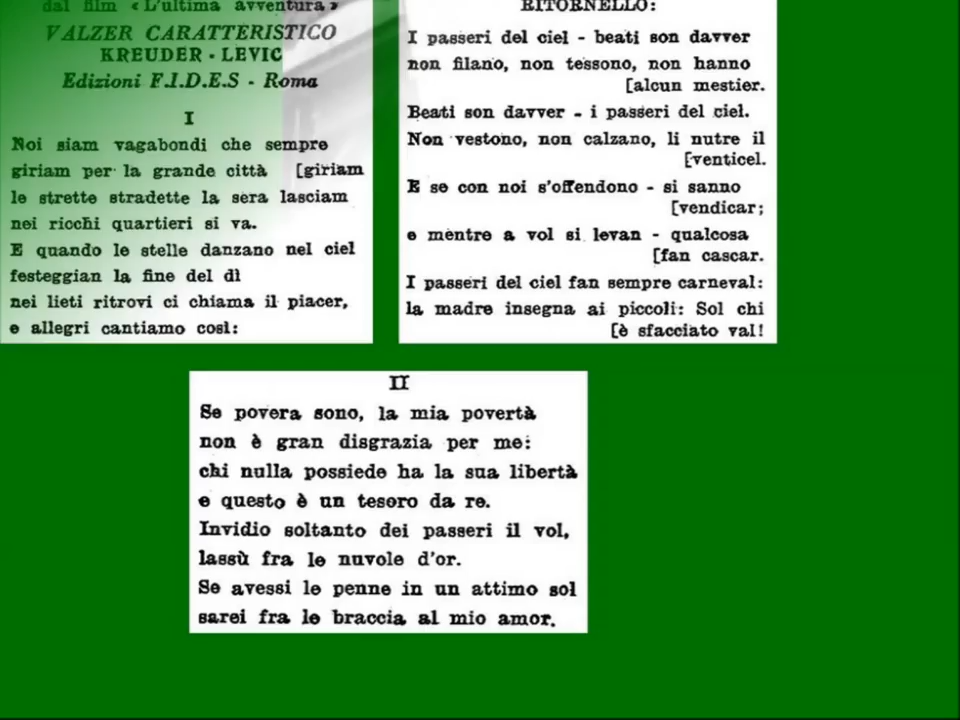 dal film «L'ultima avventura»
VALZER CARATTERISTICO
KREUDER - LEVIC
Edizioni F.I.D.E.S - Roma
I
Noi siam vagabondi che sempre
giriam per la grande città [giriam
le strette stradette la sera lasciam
nei ricchi quartieri si va.
E quando le stelle danzano nel ciel
festeggian la fine del dì
nei lieti ritrovi ci chiama il piacer,
e allegri cantiamo così:
RITORNELLO:
I passeri del ciel - beati son davver
non filano, non tessono, non hanno
[alcun mestier.
Beati son davver - i passeri del ciel.
Non vestono, non calzano, li nutre il
[venticel.
E se con noi s'offendono - si sanno
[vendicar;
e mentre a vol si levan - qualcosa
[fan cascar.
I passeri del ciel fan sempre carneval:
la madre insegna ai piccoli: Sol chi
[è sfacciato val!
II
Se povera sono, la mia povertà
non è gran disgrazia per me:
chi nulla possiede ha la sua libertà
e questo è un tesoro da re.
Invidio soltanto dei passeri il vol,
lassù fra le nuvole d'or.
Se avessi le penne in un attimo sol
sarei fra le braccia al mio amor.